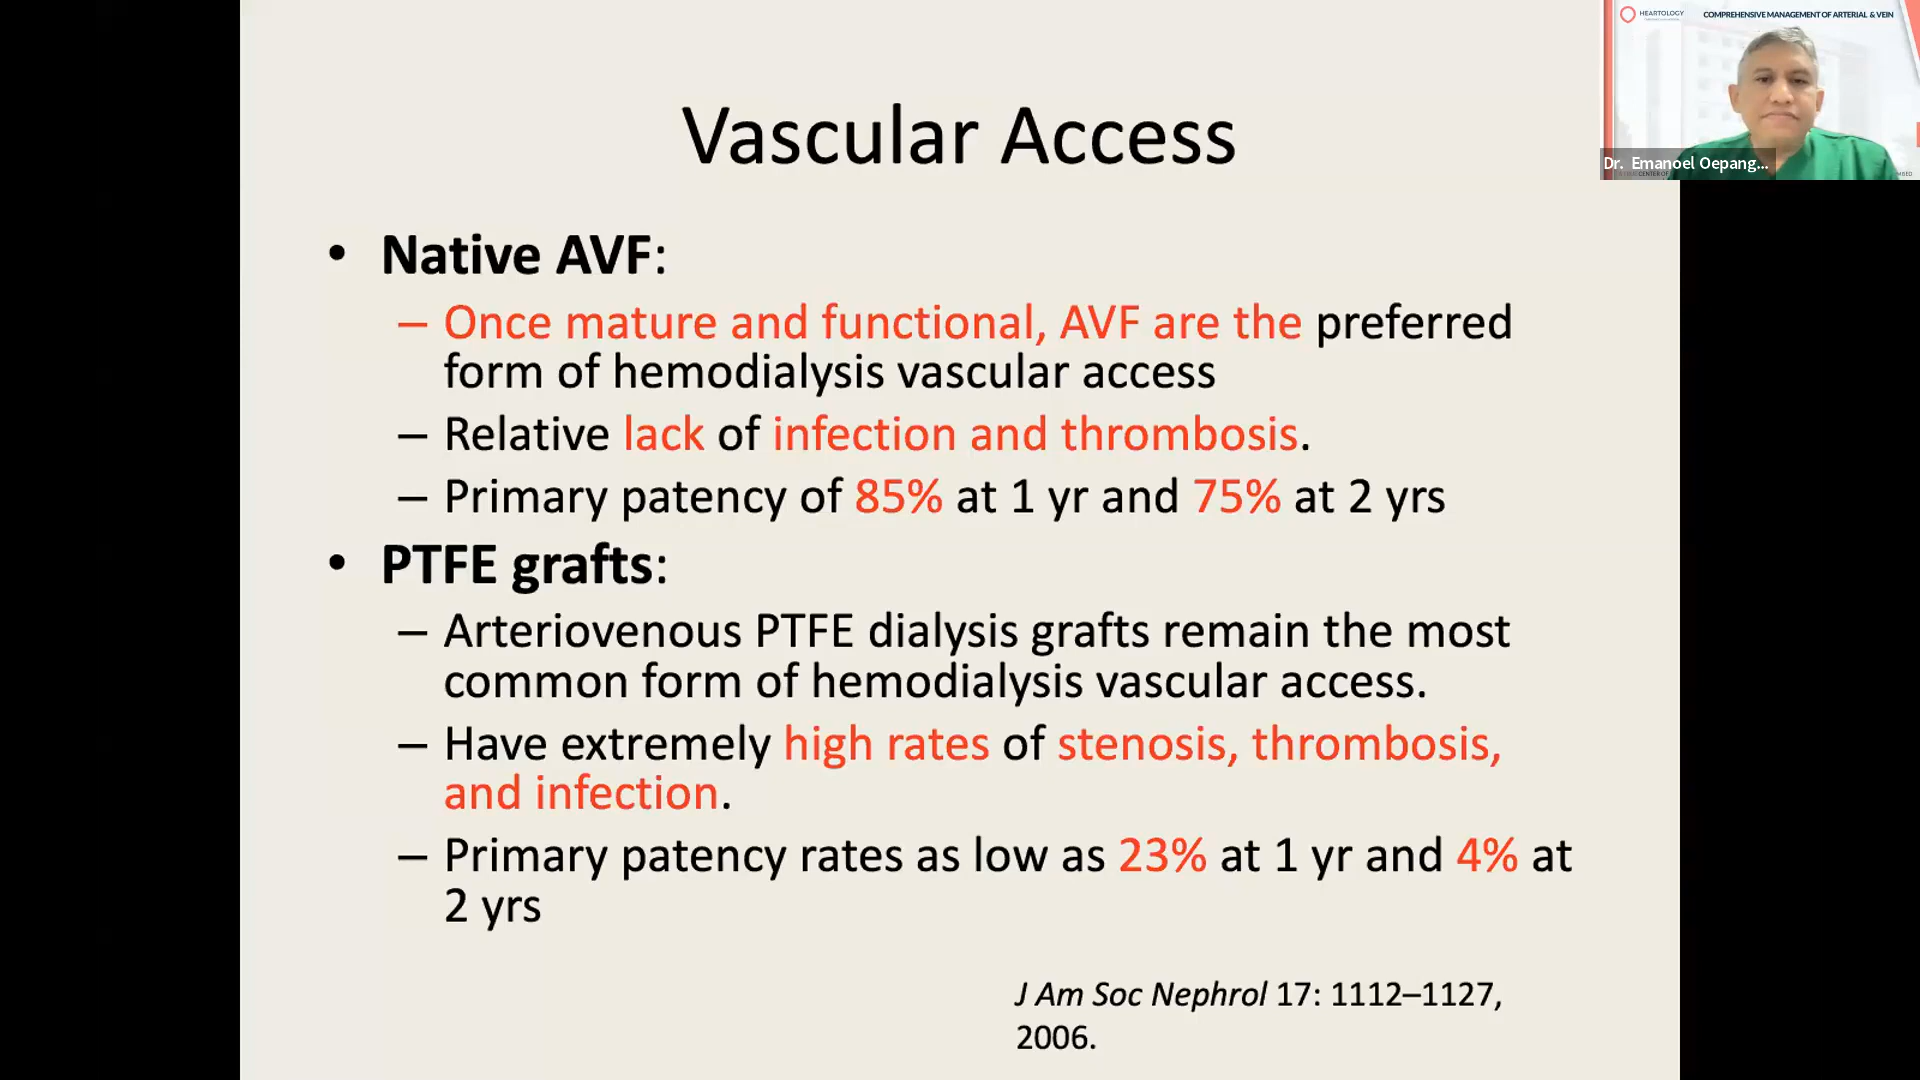 Vascular Access
HEARTOLOGY
COMPREHENSIVE MANAGEMENT OF ARTERIAL & VEIN
Dr. Emanoel Oepang...
• Native AVF:
– Once mature and functional, AVF are the preferred
form of hemodialysis vascular access
– Relative lack of infection and thrombosis.
– Primary patency of 85% at 1 yr and 75% at 2 yrs
• PTFE grafts:
– Arteriovenous PTFE dialysis grafts remain the most
common form of hemodialysis vascular access.
– Have extremely high rates of stenosis, thrombosis,
and infection.
– Primary patency rates as low as 23% at 1 yr and 4% at
2 yrs
J Am Soc Nephrol 17: 1112–1127,
2006.